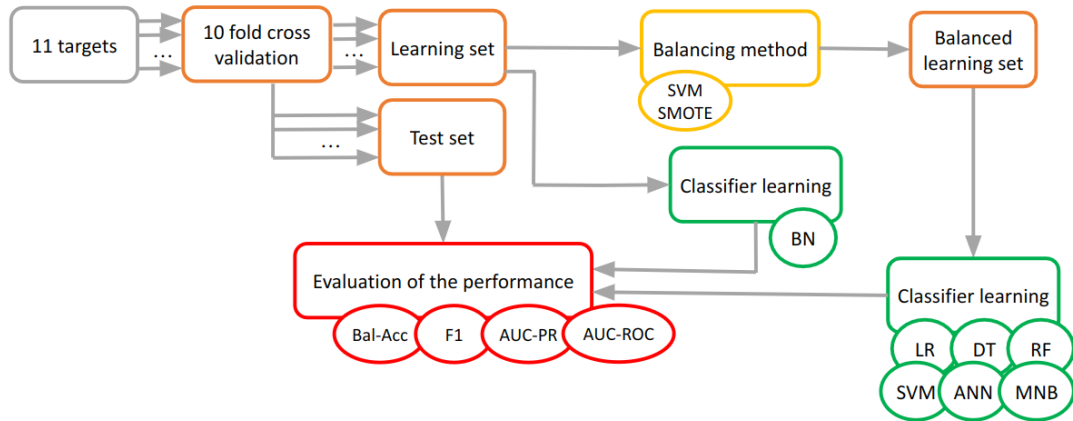 11 targets
...
10 fold cross
validation
...
Learning set
Balancing method
SVM
SMOTE
Balanced
learning set
...
Test set
Classifier learning
BN
Evaluation of the performance
Bal-Acc
F1
AUC-PR
AUC-ROC
Classifier learning
LR
DT
RF
SVM
ANN
MNB